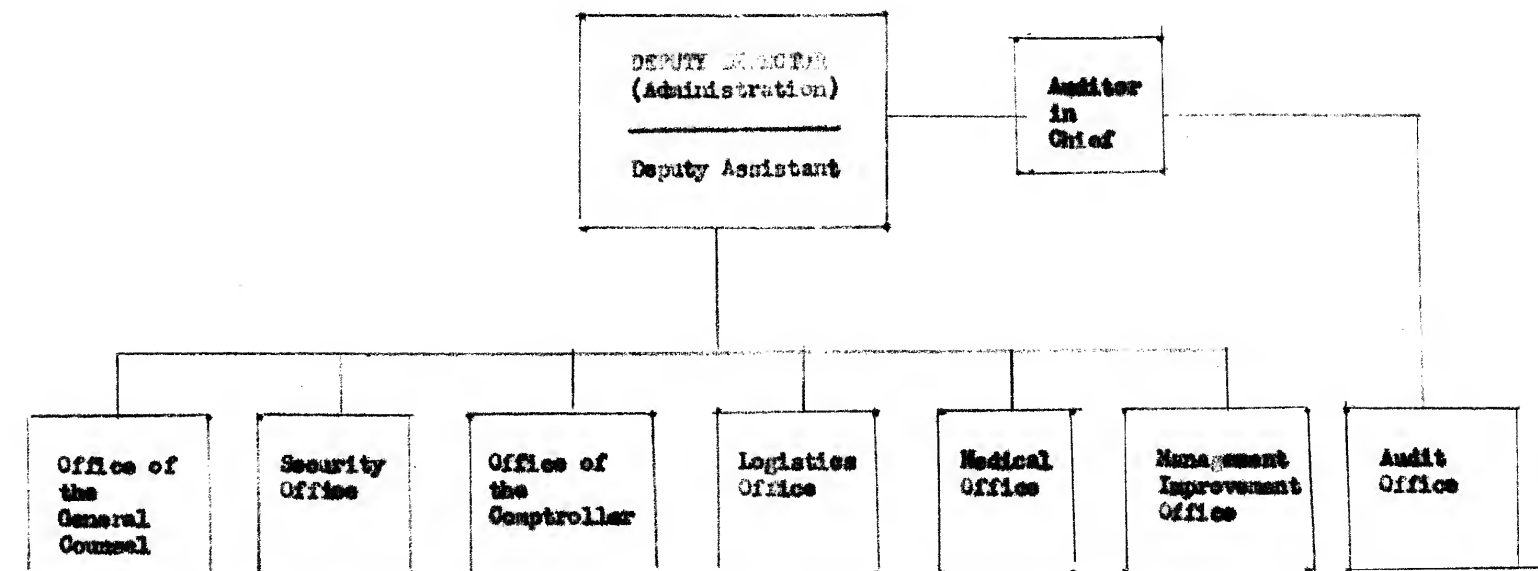 DEPUTY DIRECTOR
(Administration)
Deputy Assistant
Auditor
in
Chief
Office of
the
General
Counsel
Security
Office
Office of
the
Comptroller
Logistics
Office
Medical
Office
Management
Improvement
Office
Audit
Office